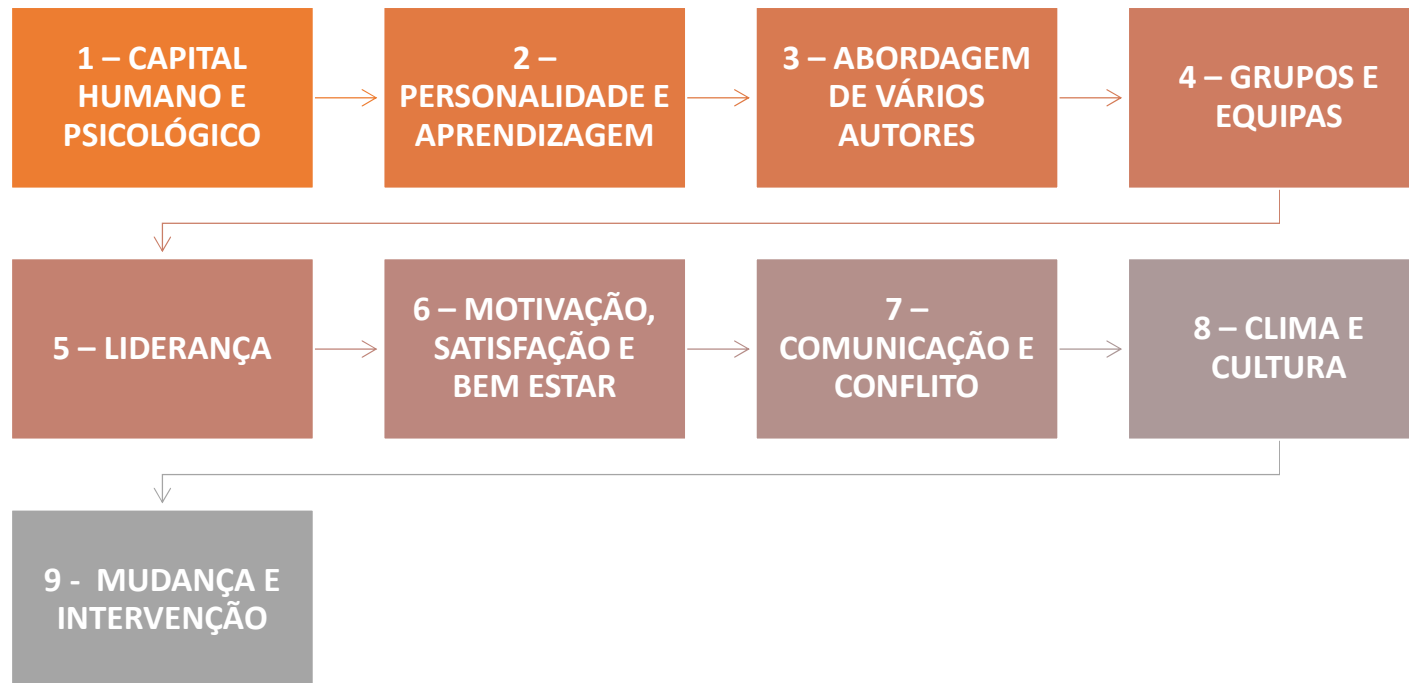 1 – CAPITAL
HUMANO E
PSICOLÓGICO
2 –
PERSONALIDADE E
APRENDIZAGEM
3 – ABORDAGEM
DE VÁRIOS
AUTORES
4 – GRUPOS E
EQUIPAS
5 – LIDERANÇA
6 – MOTIVAÇÃO,
SATISFAÇÃO E
BEM ESTAR
7 –
COMUNICAÇÃO E
CONFLITO
8 – CLIMA E
CULTURA
9 - MUDANÇA E
INTERVENÇÃO